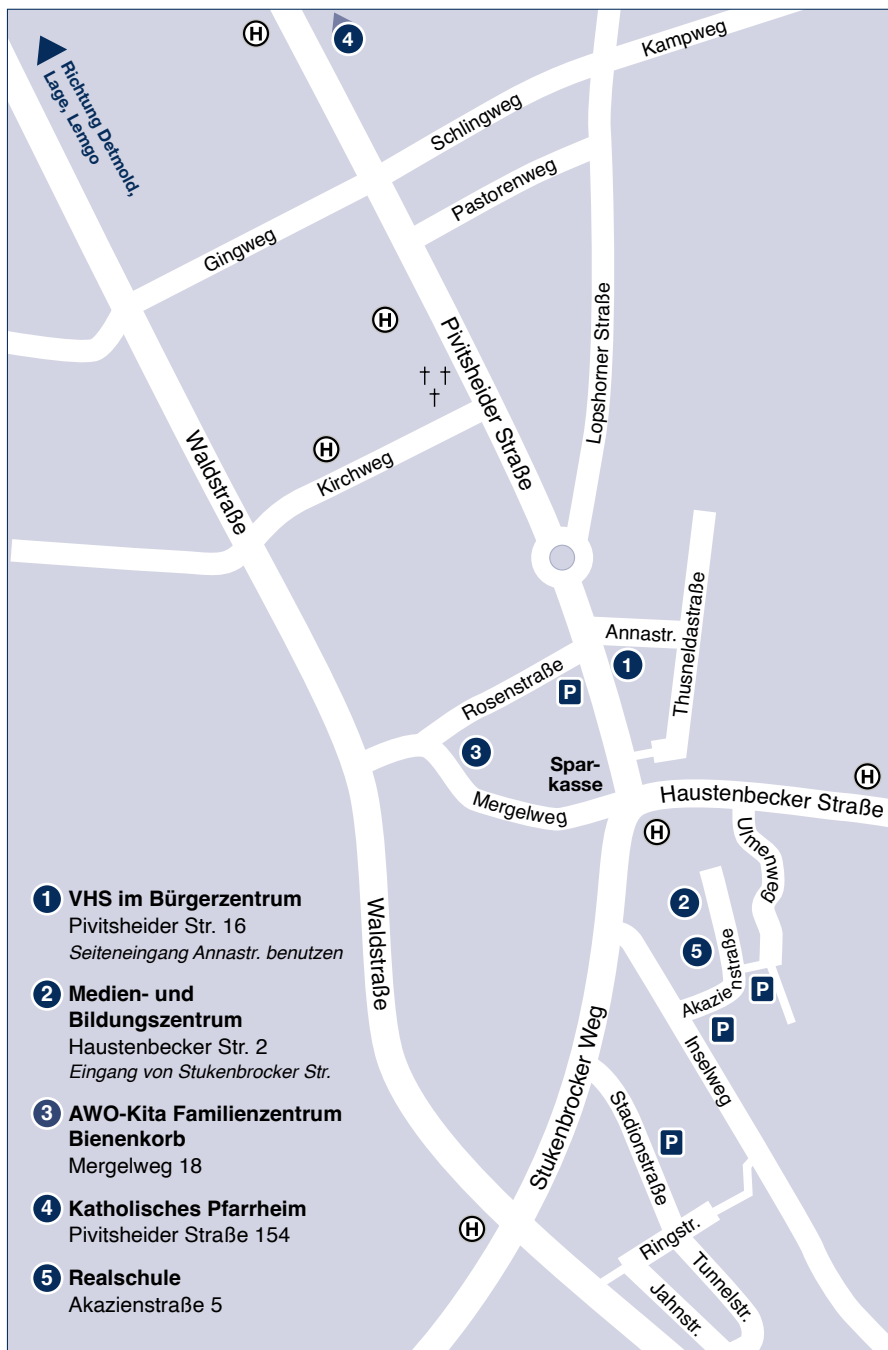 H
4
Kampweg
Richtung Detmold,
Lage, Lemgo
Schlingweg
Pastorenweg
Gingweg
H
Pivitsheider Straße
Lopshorner Straße
† †
†
Waldstraße
H
Kirchweg
Annastr.
Thusneldastraße
1
Rosenstraße
P
3
Spar-
kasse
Mergelweg
H
Haustenbecker Straße
H
Ulmenweg
2
5
Akazienstraße
P
P
Waldstraße
Inselweg
Stukenbrocker Weg
Stadionstraße
P
H
Ringstr.
Tunnelstr.
Jahnstr.
1 VHS im Bürgerzentrum
Pivitsheider Str. 16
Seiteneingang Annastr. benutzen
2 Medien- und
Bildungszentrum
Haustenbecker Str. 2
Eingang von Stukenbrocker Str.
3 AWO-Kita Familienzentrum
Bienenkorb
Mergelweg 18
4 Katholisches Pfarrheim
Pivitsheider Straße 154
5 Realschule
Akazienstraße 5